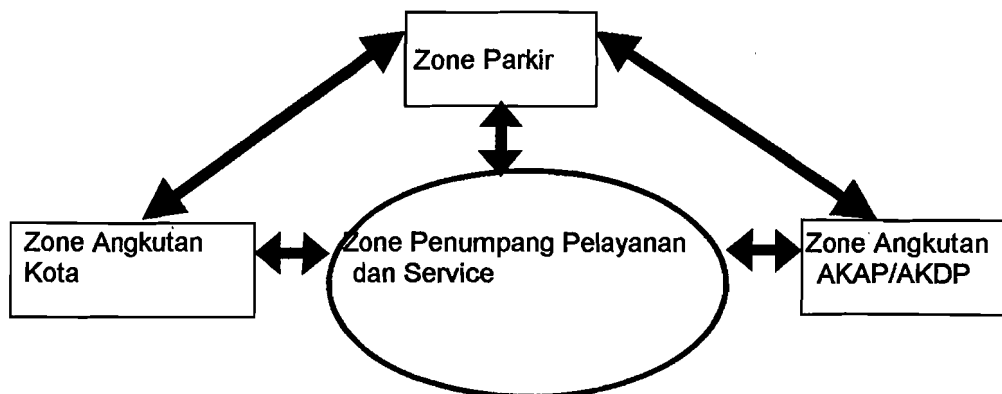 Zone Parkir
Zone Angkutan
Kota
Zone Penumpang Pelayanan
dan Service
Zone Angkutan
AKAP/AKDP